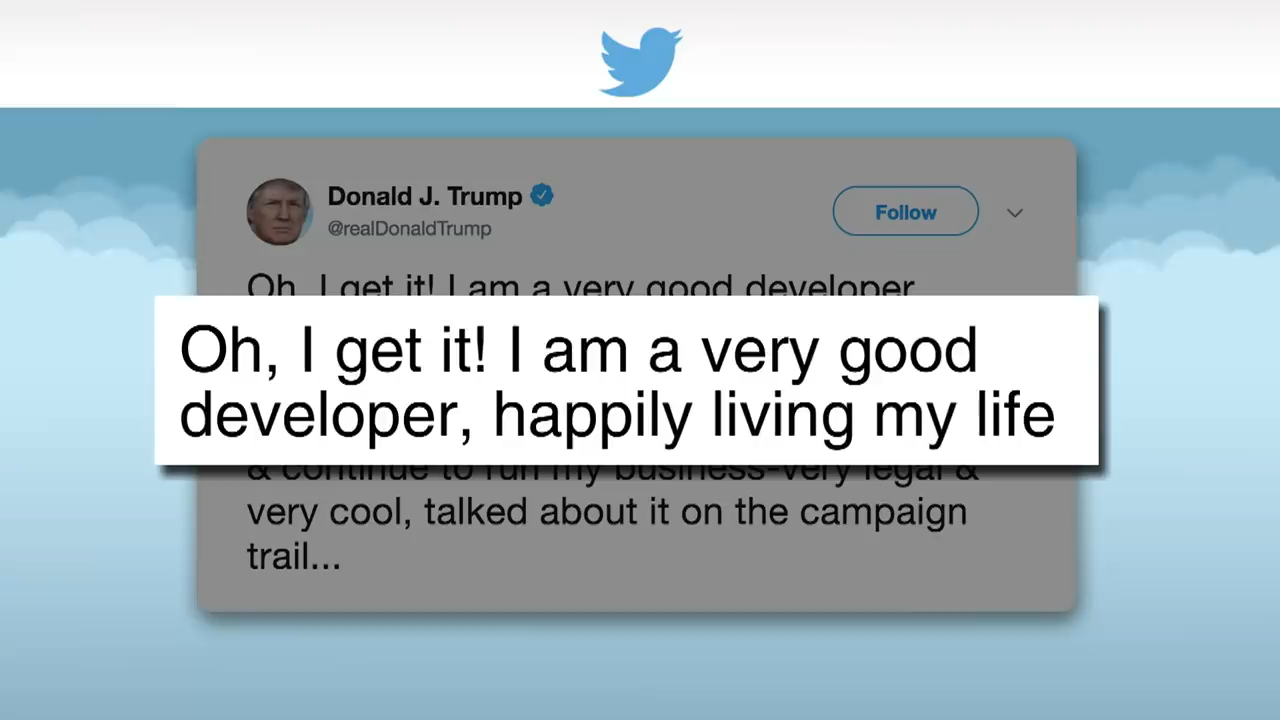 Donald J. Trump
@realDonaldTrump
Follow
Oh, I get it! I am a very good developer
Oh, I get it! I am a very good
developer, happily living my life
& continue to run my business-very legal &
very cool, talked about it on the campaign
trail...